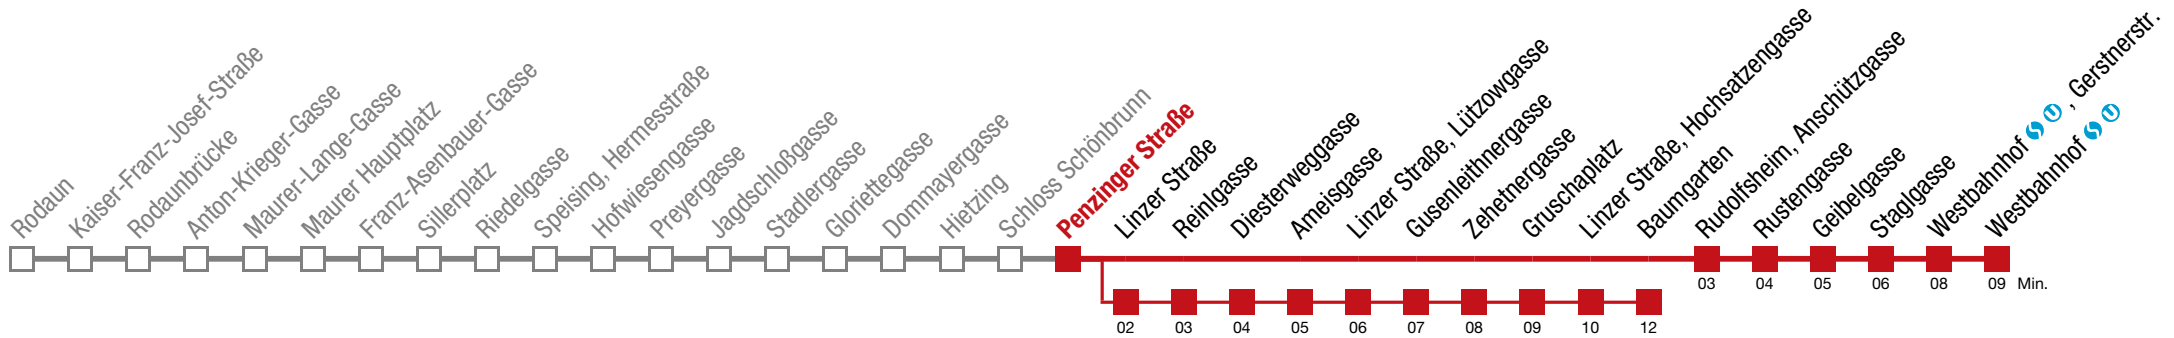 Rodaun
Kaiser-Franz-Josef-Straße
Rodaunbrücke
Anton-Krieger-Gasse
Maurer-Lange-Gasse
Maurer Hauptplatz
Franz-Asenbauer-Gasse
Sillerplatz
Riedelgasse
Speising, Hermesstraße
Hofwiesengasse
Preyergasse
Jagdschloßgasse
Stadlergasse
Gloriettegasse
Dommayergasse
Hietzing
Schloss Schönbrunn
Penzinger Straße
Linzer Straße
Reinlgasse
Diesterweggasse
Ameisgasse
Linzer Straße, Lützowgasse
Gusenleithnergasse
Zehetnergasse
Gruschaplatz
Linzer Straße, Hochsatzengasse
Baumgarten
Rudolfsheim, Anschützgasse
Rustengasse
Geibelgasse
Staglgasse
Westbahnhof S U , Gerstnerstr.
Westbahnhof S U
03 04 05 06 08 09 Min.
02 03 04 05 06 07 08 09 10 12